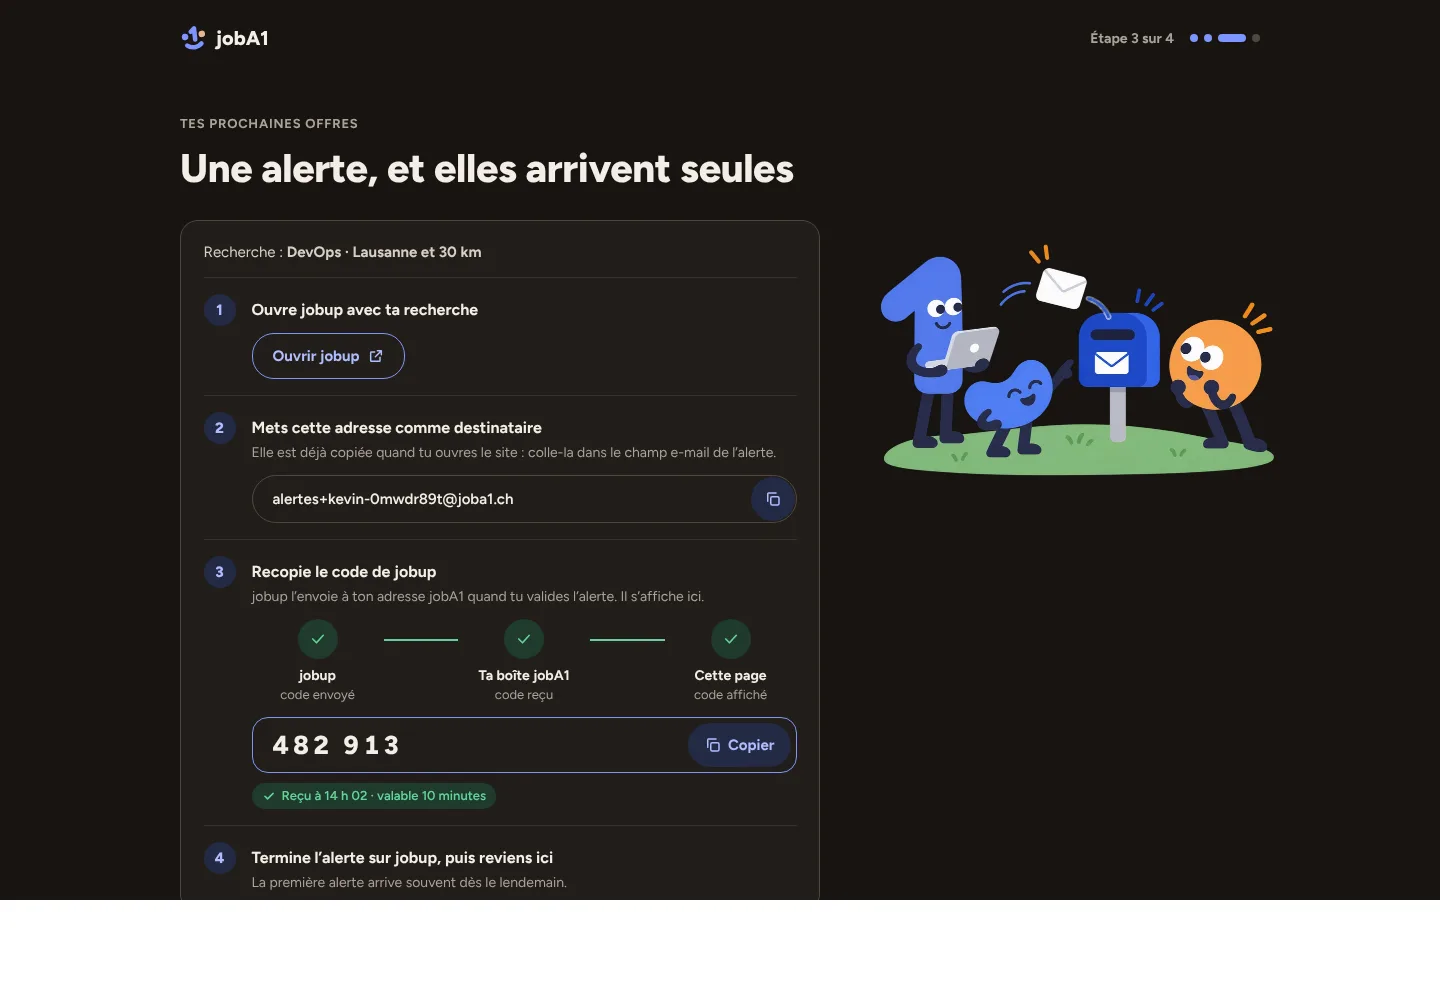 jobA1
Étape 3 sur 4
TES PROCHAINES OFFRES
Une alerte, et elles arrivent seules
Recherche : DevOps · Lausanne et 30 km
1
Ouvre jobup avec ta recherche
Ouvrir jobup
2
Mets cette adresse comme destinataire
Elle est déjà copiée quand tu ouvres le site : colle-la dans le champ e-mail de l’alerte.
alertes+kevin-0mwdr89t@joba1.ch
3
Recopie le code de jobup
jobup l’envoie à ton adresse jobA1 quand tu valides l’alerte. Il s’affiche ici.
jobup
code envoyé
Ta boîte jobA1
code reçu
Cette page
code affiché
482 913
Copier
Reçu à 14 h 02 · valable 10 minutes
4
Termine l’alerte sur jobup, puis reviens ici
La première alerte arrive souvent dès le lendemain.